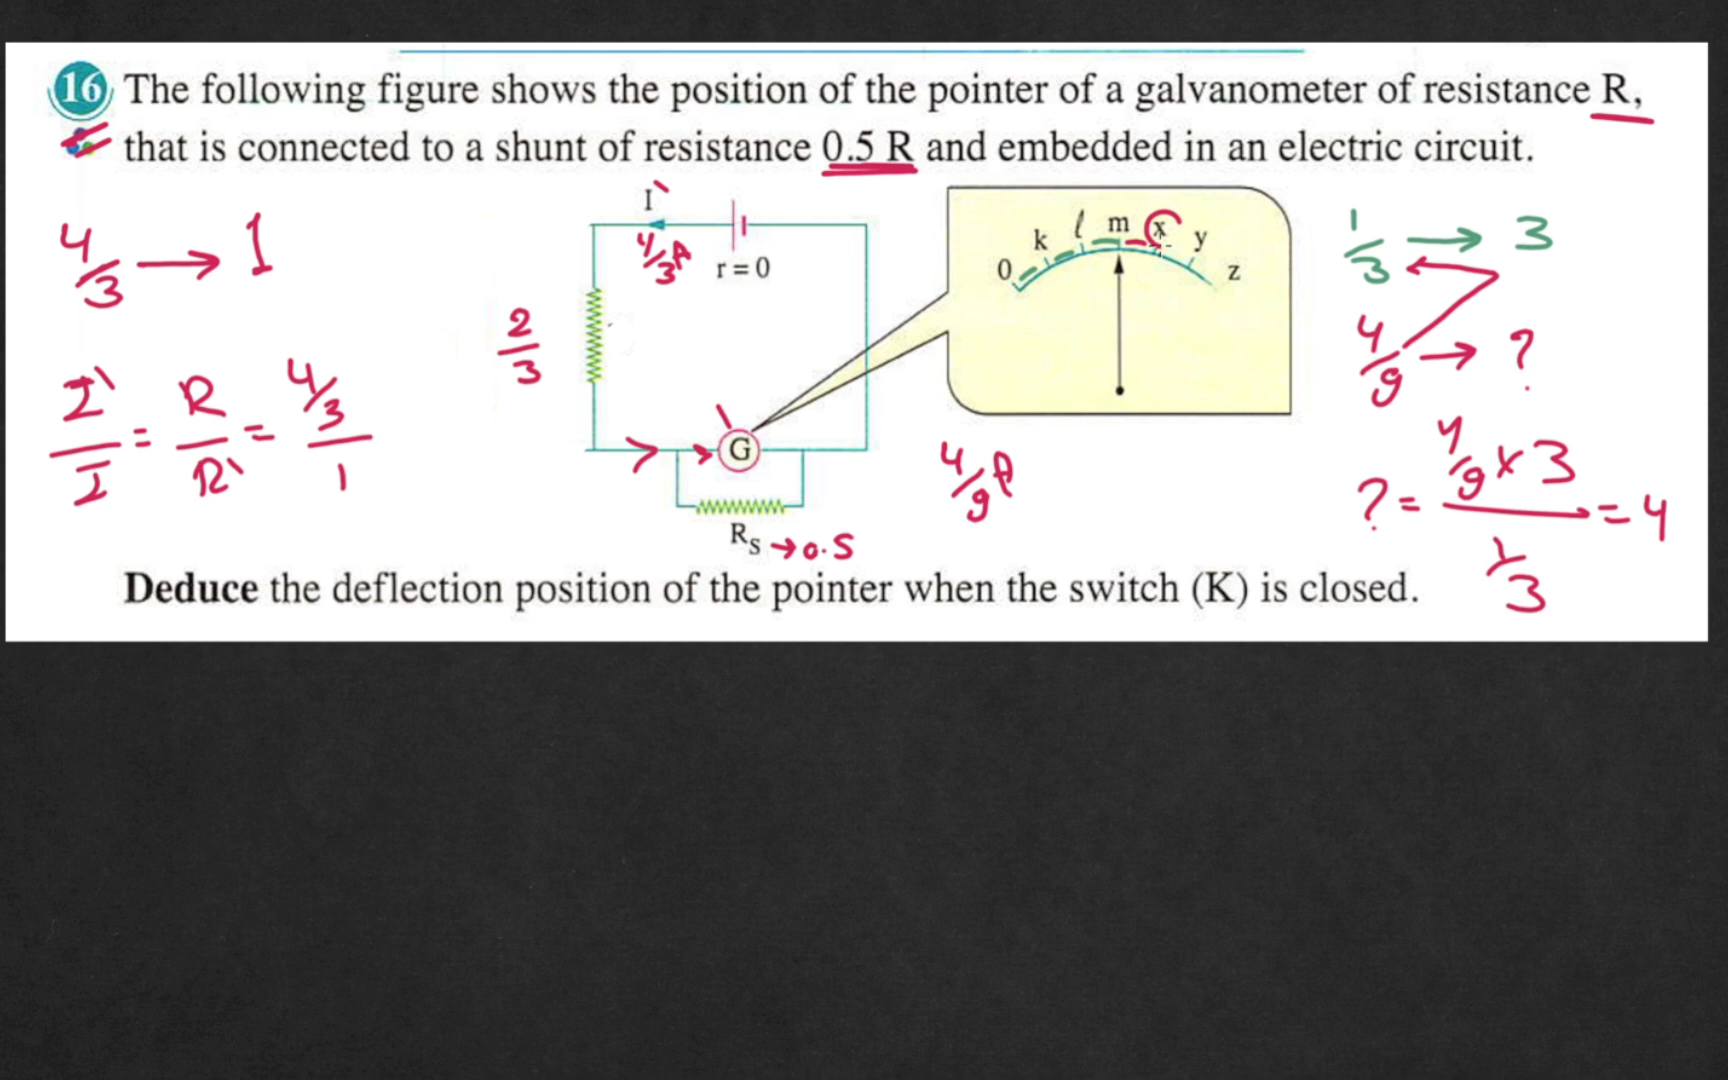 16 The following figure shows the position of the pointer of a galvanometer of resistance R,
that is connected to a shunt of resistance 0.5 R and embedded in an electric circuit.
4/3 → 1
I'/I = R/R' = 4/3/1
2/3
I'
4/3 A
r = 0
G
R_S → 0.5
0 k l m x y z
4/9 A
1/3 → 3
4/9 → ?
? = 4/9 × 3 / 1/3 = 4
Deduce the deflection position of the pointer when the switch (K) is closed.